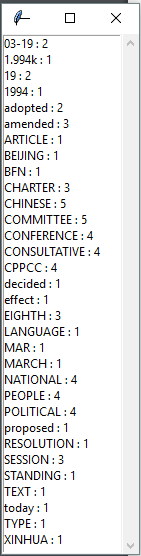 03-19 : 2
1.994k : 1
19 : 2
1994 : 1
adopted : 2
amended : 3
ARTICLE : 1
BEIJING : 1
BFN : 1
CHARTER : 3
CHINESE : 5
COMMITTEE : 5
CONFERENCE : 4
CONSULTATIVE : 4
CPPCC : 4
decided : 1
effect : 1
EIGHTH : 3
LANGUAGE : 1
MAR : 1
MARCH : 1
NATIONAL : 4
PEOPLE : 4
POLITICAL : 4
proposed : 1
RESOLUTION : 1
SESSION : 3
STANDING : 1
TEXT : 1
today : 1
TYPE : 1
XINHUA : 1